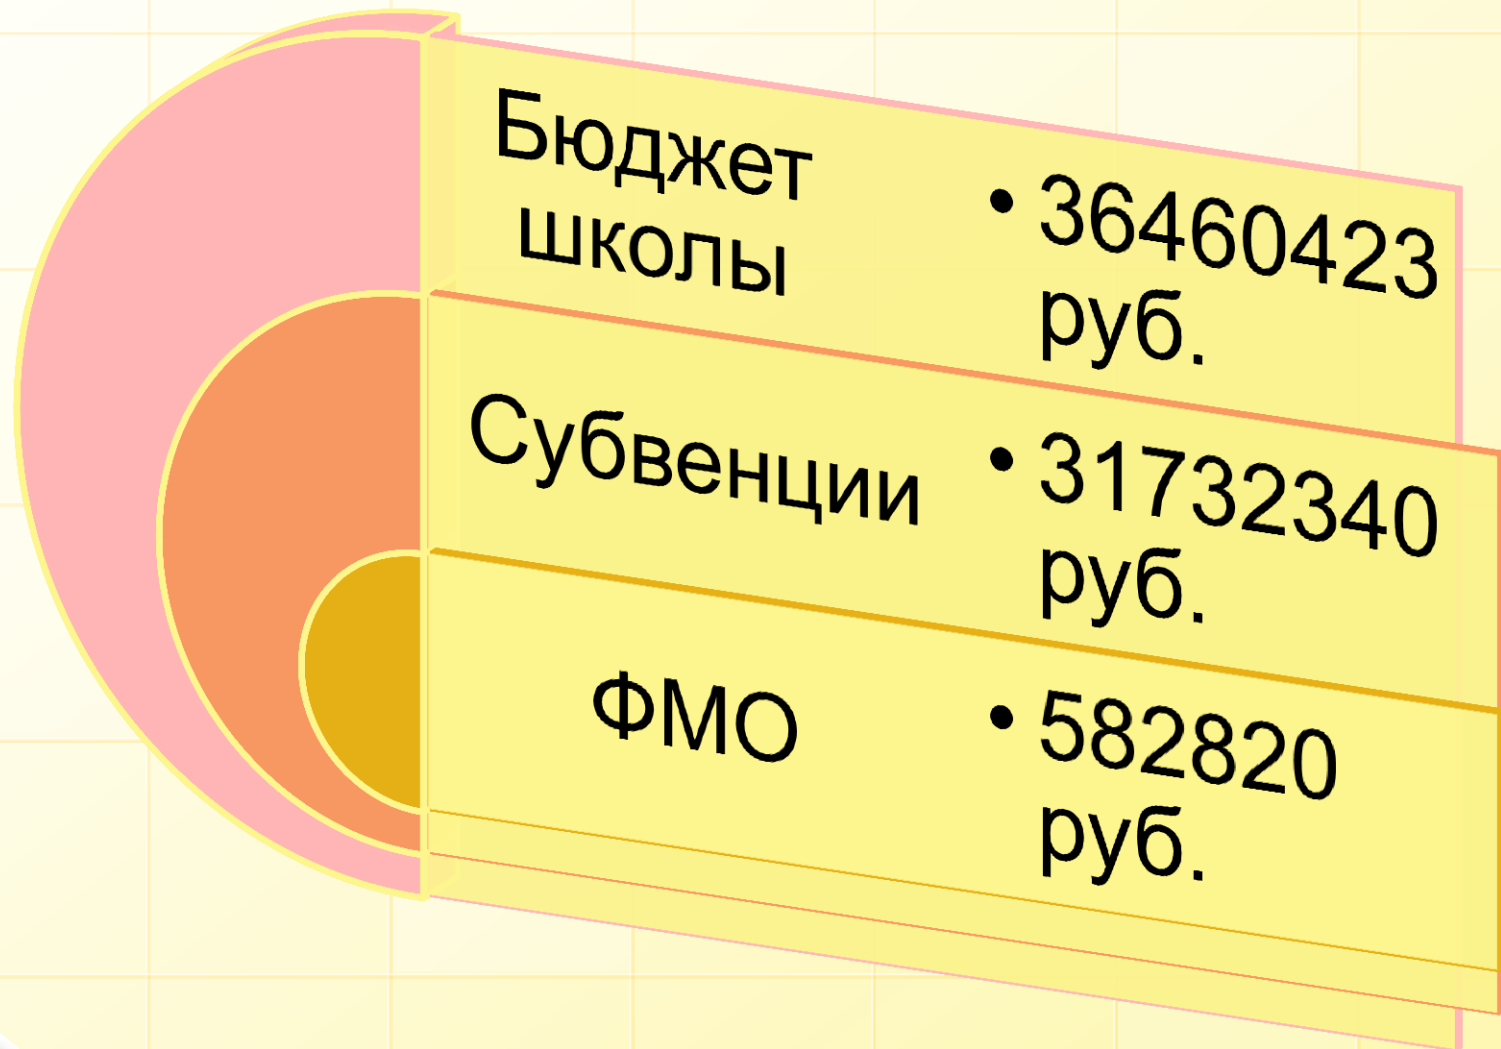 Бюджет
школы
• 36460423
руб.
Субвенции
• 31732340
руб.
ФМО
• 582820
руб.